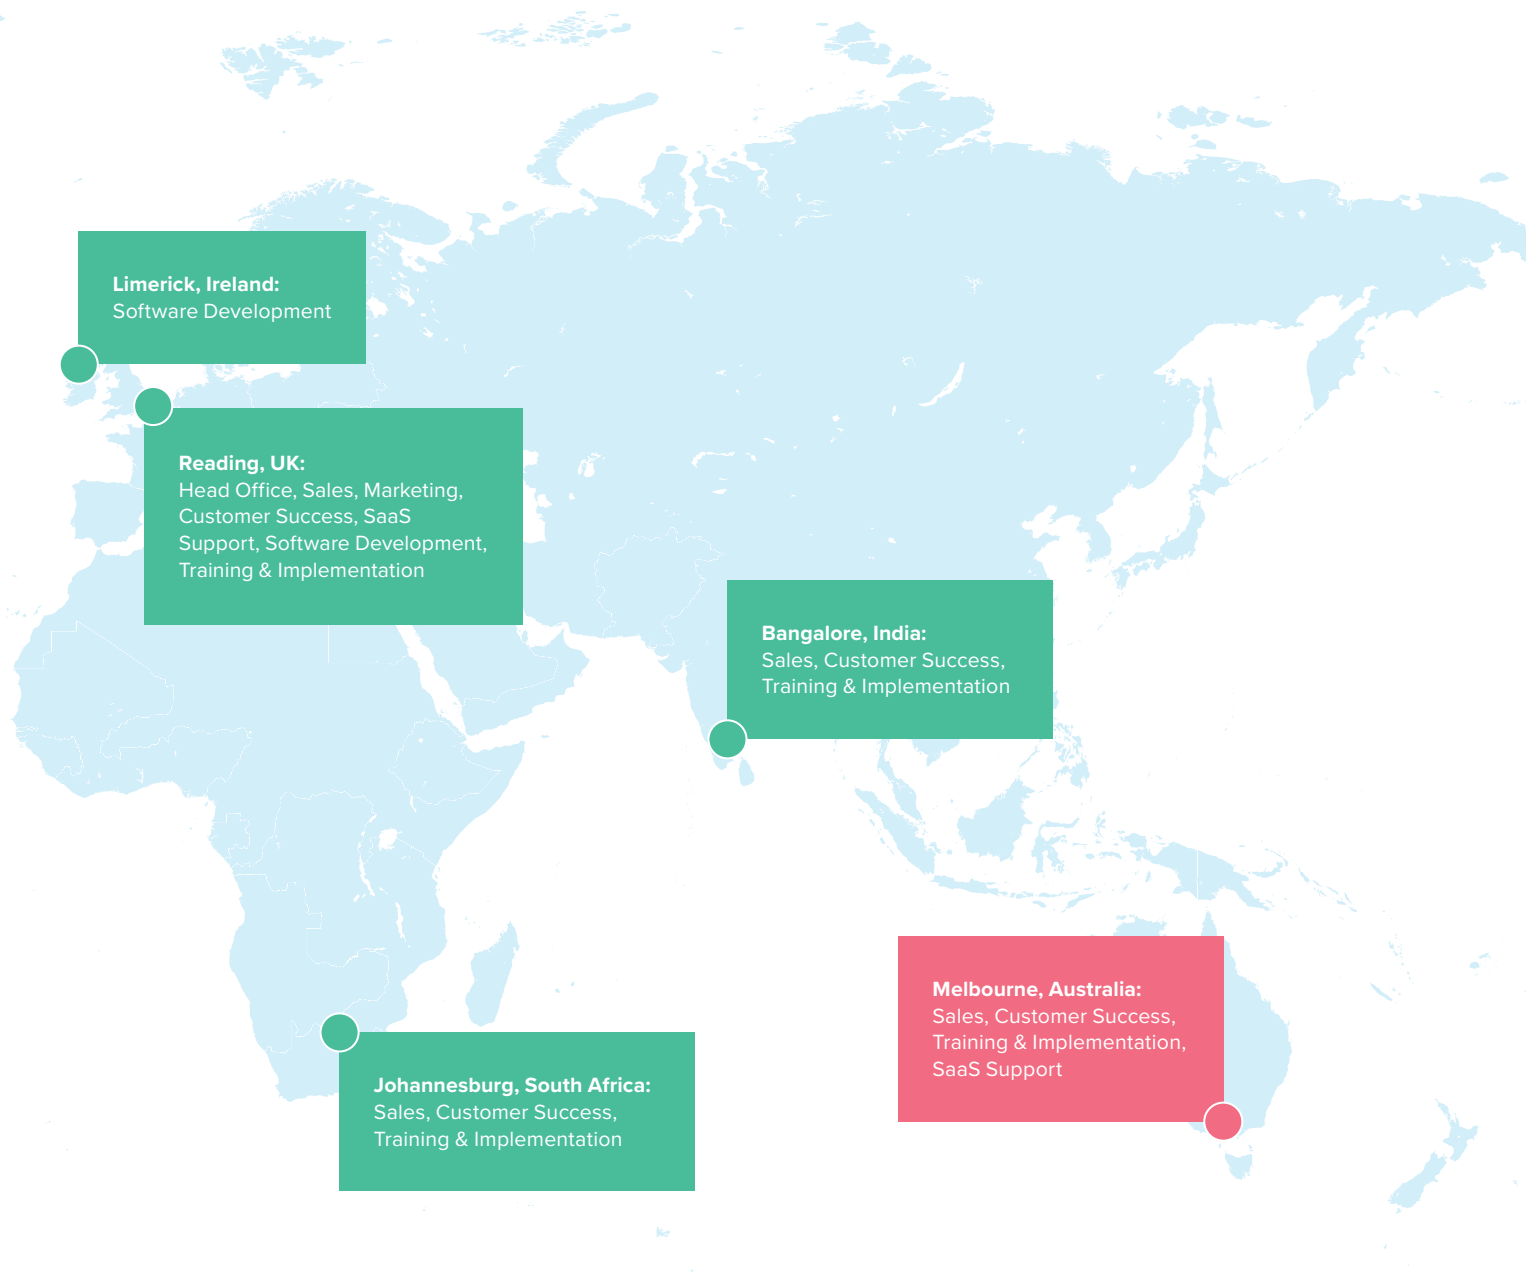 Limerick, Ireland:
Software Development
Reading, UK:
Head Office, Sales, Marketing,
Customer Success, SaaS
Support, Software Development,
Training & Implementation
Bangalore, India:
Sales, Customer Success,
Training & Implementation
Melbourne, Australia:
Sales, Customer Success,
Training & Implementation,
SaaS Support
Johannesburg, South Africa:
Sales, Customer Success,
Training & Implementation